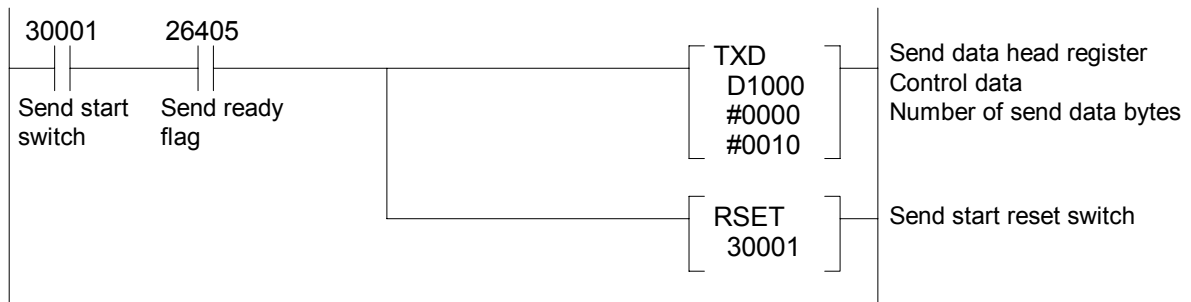 30001
26405
Send start
switch
Send ready
flag
TXD
D1000
#0000
#0010
Send data head register
Control data
Number of send data bytes
RSET
30001
Send start reset switch